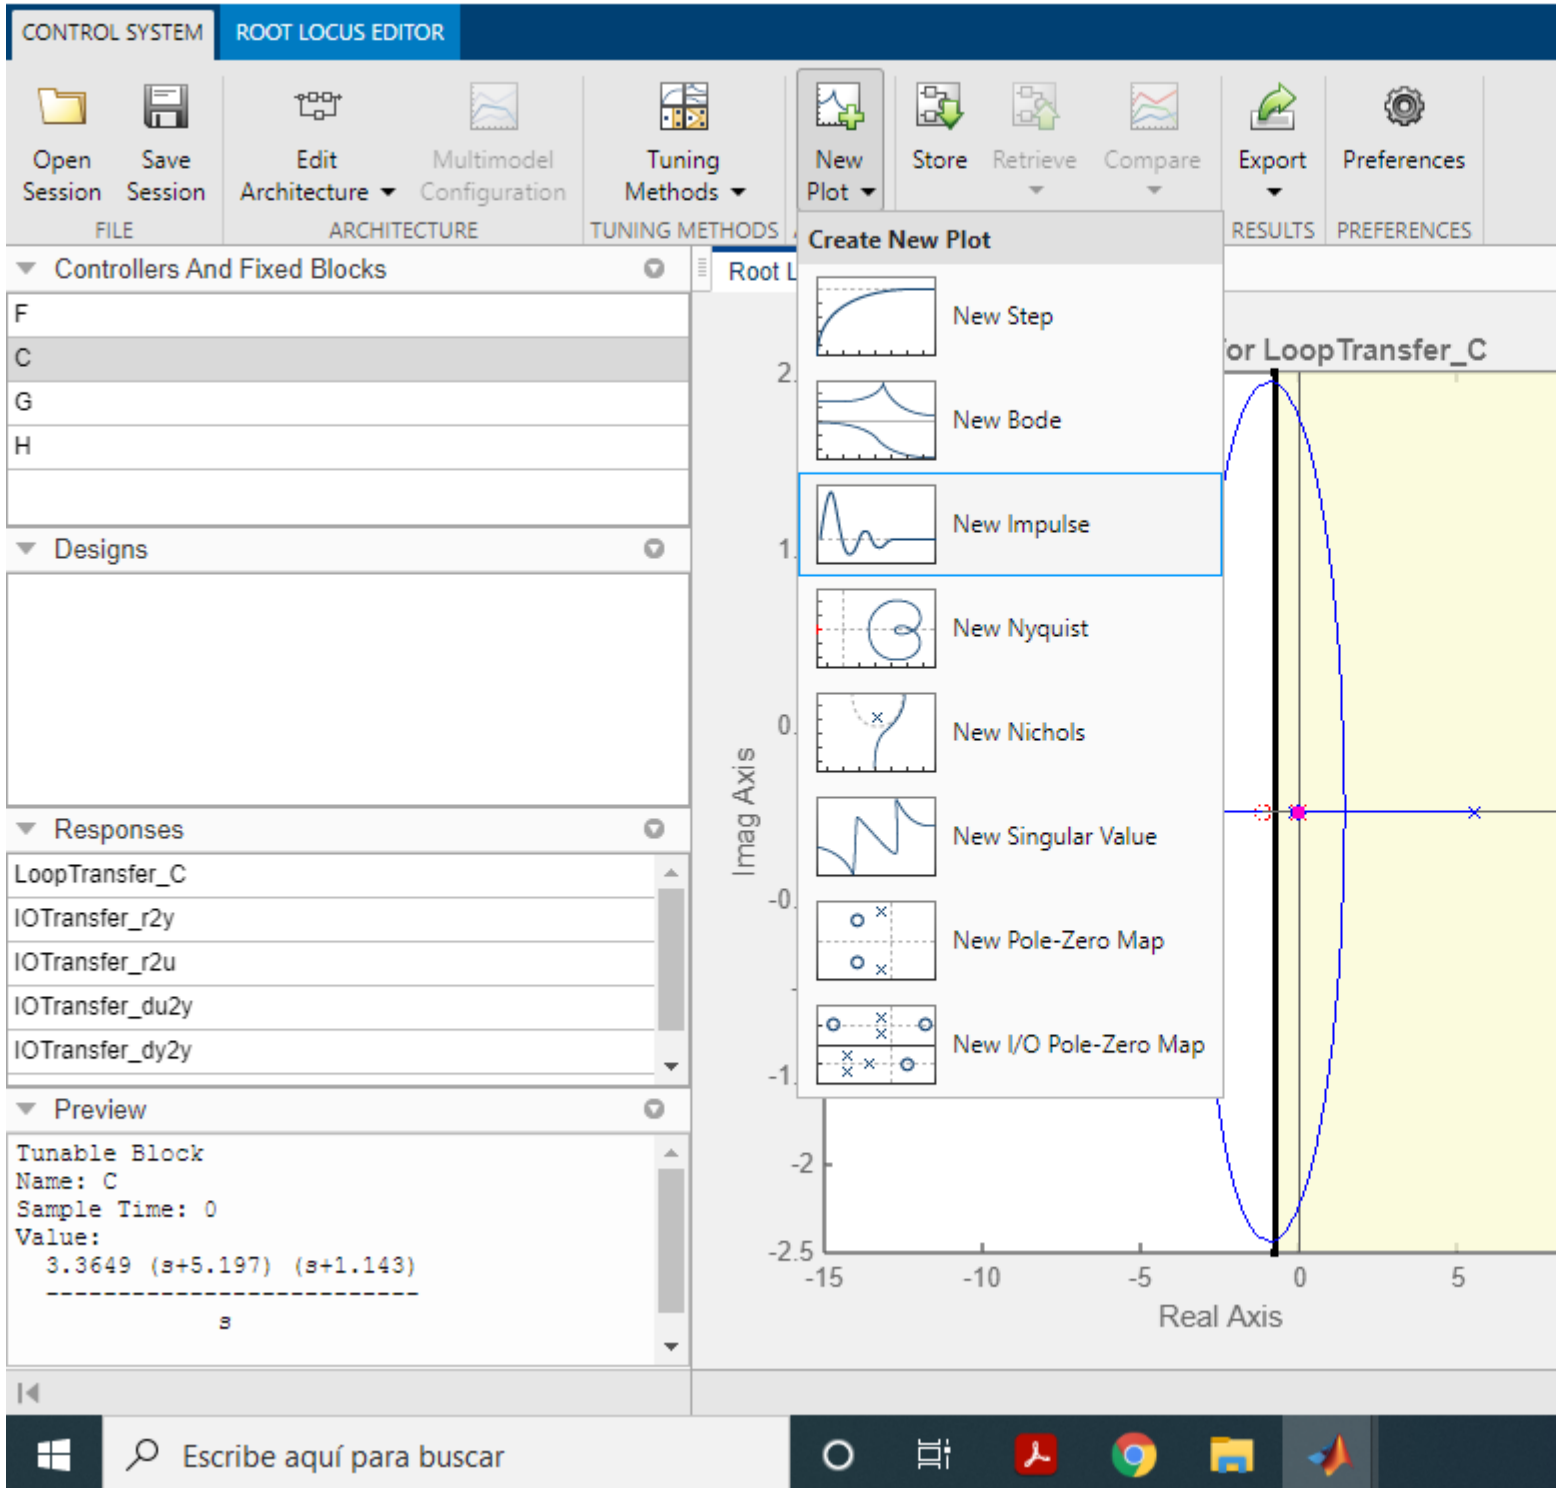 CONTROL SYSTEM
ROOT LOCUS EDITOR
Open
Session
Save
Session
Edit
Architecture
Multimodel
Configuration
Tuning
Methods
New
Plot
Store
Retrieve
Compare
Export
Preferences
FILE
ARCHITECTURE
TUNING METHODS
RESULTS
PREFERENCES
Create New Plot
New Step
New Bode
New Impulse
New Nyquist
New Nichols
New Singular Value
New Pole-Zero Map
New I/O Pole-Zero Map
Controllers And Fixed Blocks
F
C
G
H
Designs
Responses
LoopTransfer_C
IOTransfer_r2y
IOTransfer_r2u
IOTransfer_du2y
IOTransfer_dy2y
Preview
Tunable Block
Name: C
Sample Time: 0
Value:
3.3649 (s+5.197) (s+1.143)
--------------------------
s
Root L
or LoopTransfer_C
2.
1.
0.
-0.
-
-1.
-2
-2.5
Imag Axis
-15 -10 -5 0 5
Real Axis
Escribe aquí para buscar